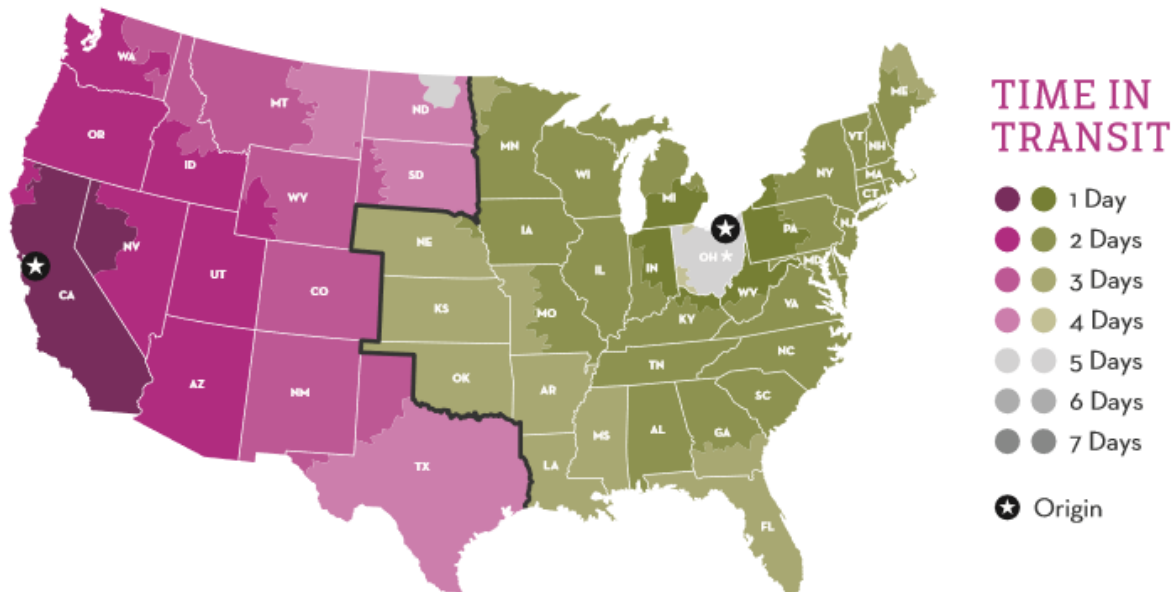 TIME IN
TRANSIT
1 Day
2 Days
3 Days
4 Days
5 Days
6 Days
7 Days
Origin
WA
MT
ND
ME
OR
MN
VT
NH
ID
SD
WI
NY
MA
WY
MI
CT
NV
NE
IA
PA
NJ
UT
OH*
CA
CO
IL
IN
MD
WV
KS
MO
VA
KY
NC
TN
AZ
NM
OK
AR
SC
MS
AL
GA
TX
LA
FL